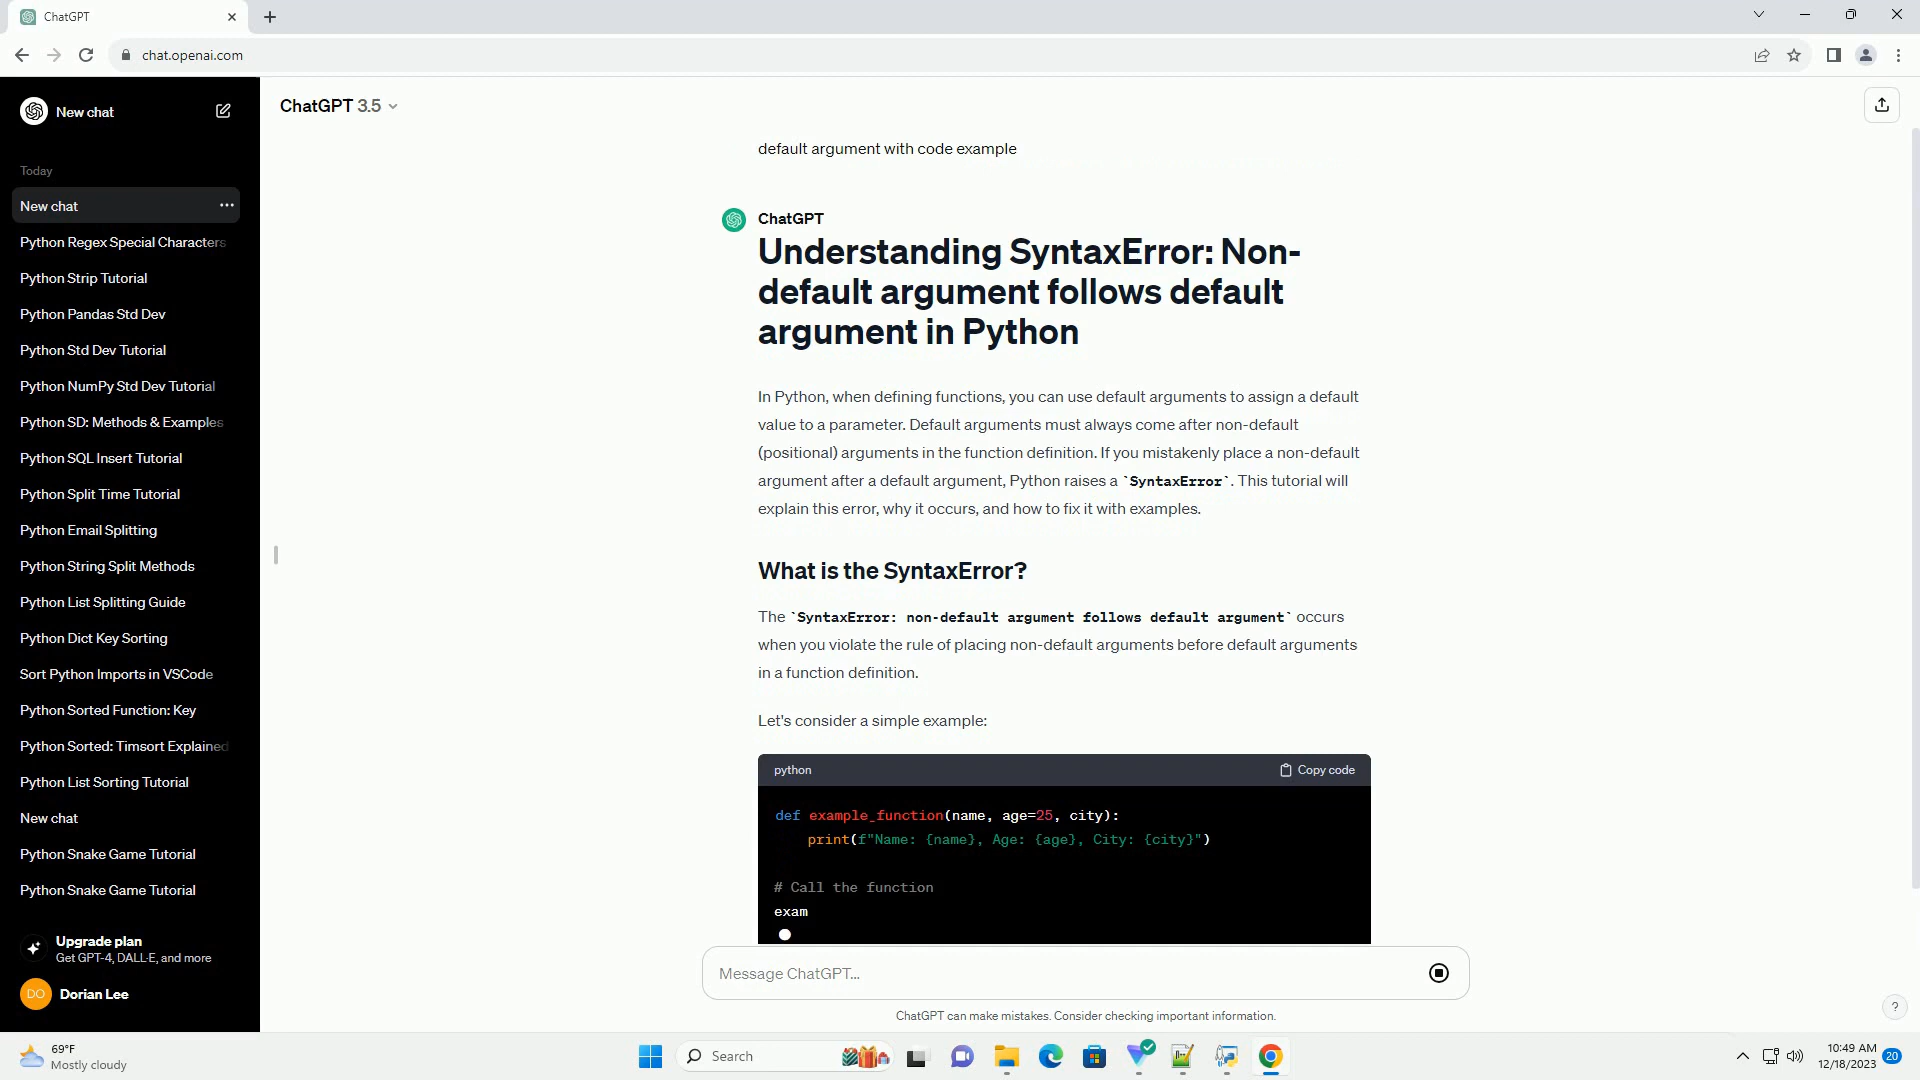 ChatGPT
chat.openai.com
New chat
Today
New chat
Python Regex Special Characters
Python Strip Tutorial
Python Pandas Std Dev
Python Std Dev Tutorial
Python NumPy Std Dev Tutorial
Python SD: Methods & Examples
Python SQL Insert Tutorial
Python Split Time Tutorial
Python Email Splitting
Python String Split Methods
Python List Splitting Guide
Python Dict Key Sorting
Sort Python Imports in VSCode
Python Sorted Function: Key
Python Sorted: Timsort Explained
Python List Sorting Tutorial
New chat
Python Snake Game Tutorial
Python Snake Game Tutorial
Upgrade plan
Get GPT-4, DALL·E, and more
DO Dorian Lee
ChatGPT 3.5
default argument with code example
ChatGPT
Understanding SyntaxError: Non-
default argument follows default
argument in Python
In Python, when defining functions, you can use default arguments to assign a default
value to a parameter. Default arguments must always come after non-default
(positional) arguments in the function definition. If you mistakenly place a non-default
argument after a default argument, Python raises a `SyntaxError`. This tutorial will
explain this error, why it occurs, and how to fix it with examples.
What is the SyntaxError?
The `SyntaxError: non-default argument follows default argument` occurs
when you violate the rule of placing non-default arguments before default arguments
in a function definition.
Let's consider a simple example:
python Copy code
def example_function(name, age=25, city):
print(f"Name: {name}, Age: {age}, City: {city}")
# Call the function
exam
Message ChatGPT...
ChatGPT can make mistakes. Consider checking important information.
?
69°F
Mostly cloudy
Search
10:49 AM
12/18/2023
20